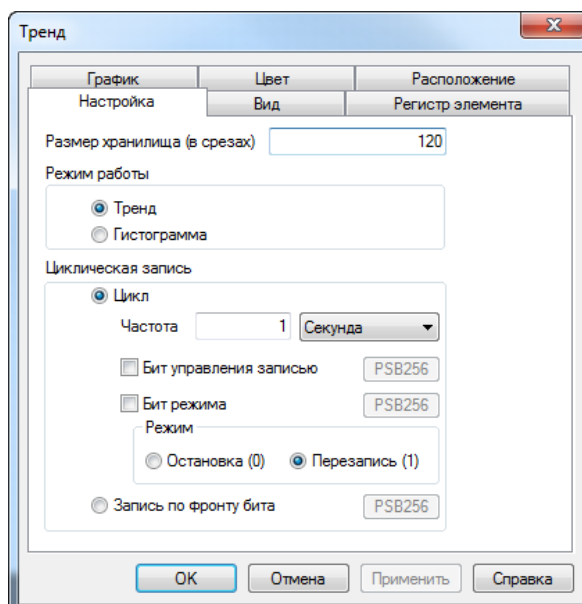 Тренд
График Цвет Расположение
Настройка Вид Регистр элемента
Размер хранилища (в срезах) 120
Режим работы
Тренд
Гистограмма
Циклическая запись
Цикл
Частота 1 Секунда
Бит управления записью PSB256
Бит режима PSB256
Режим
Остановка (0) Перезапись (1)
Запись по фронту бита PSB256
OK Отмена Применить Справка